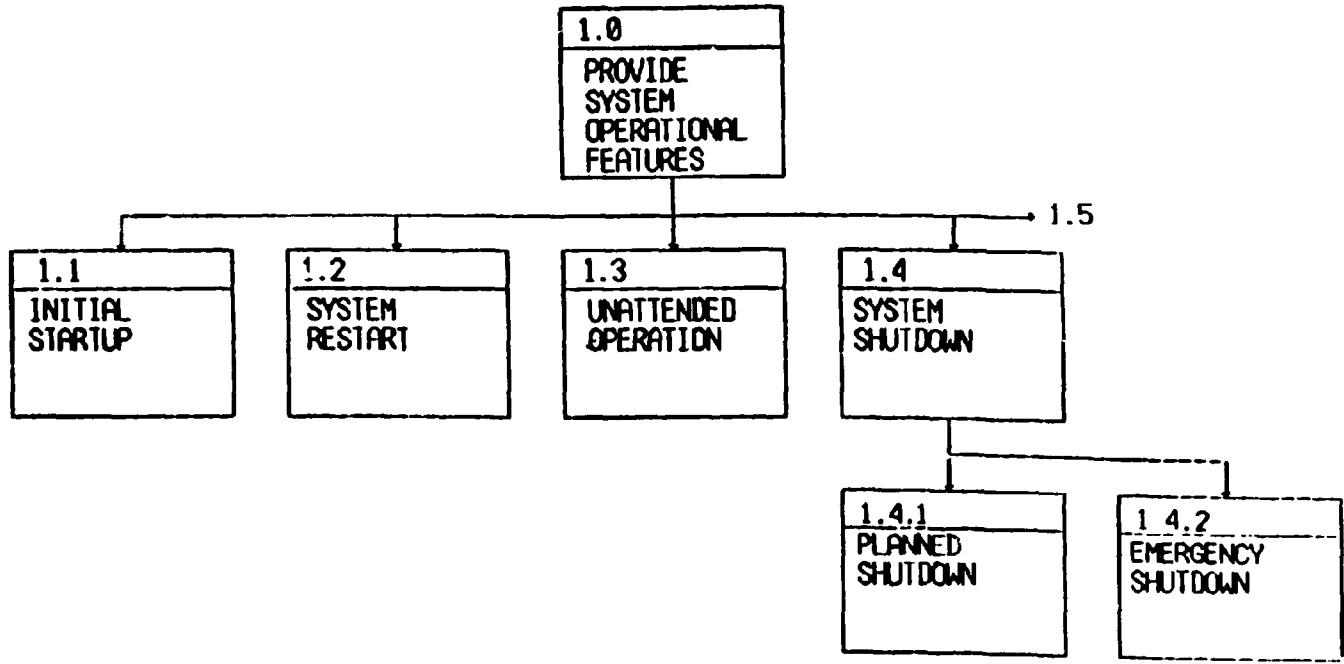 1.0
PROVIDE
SYSTEM
OPERATIONAL
FEATURES
1.5
1.1
INITIAL
STARTUP
1.2
SYSTEM
RESTART
1.3
UNATTENDED
OPERATION
1.4
SYSTEM
SHUTDOWN
1.4.1
PLANNED
SHUTDOWN
1 4.2
EMERGENCY
SHUTDOWN